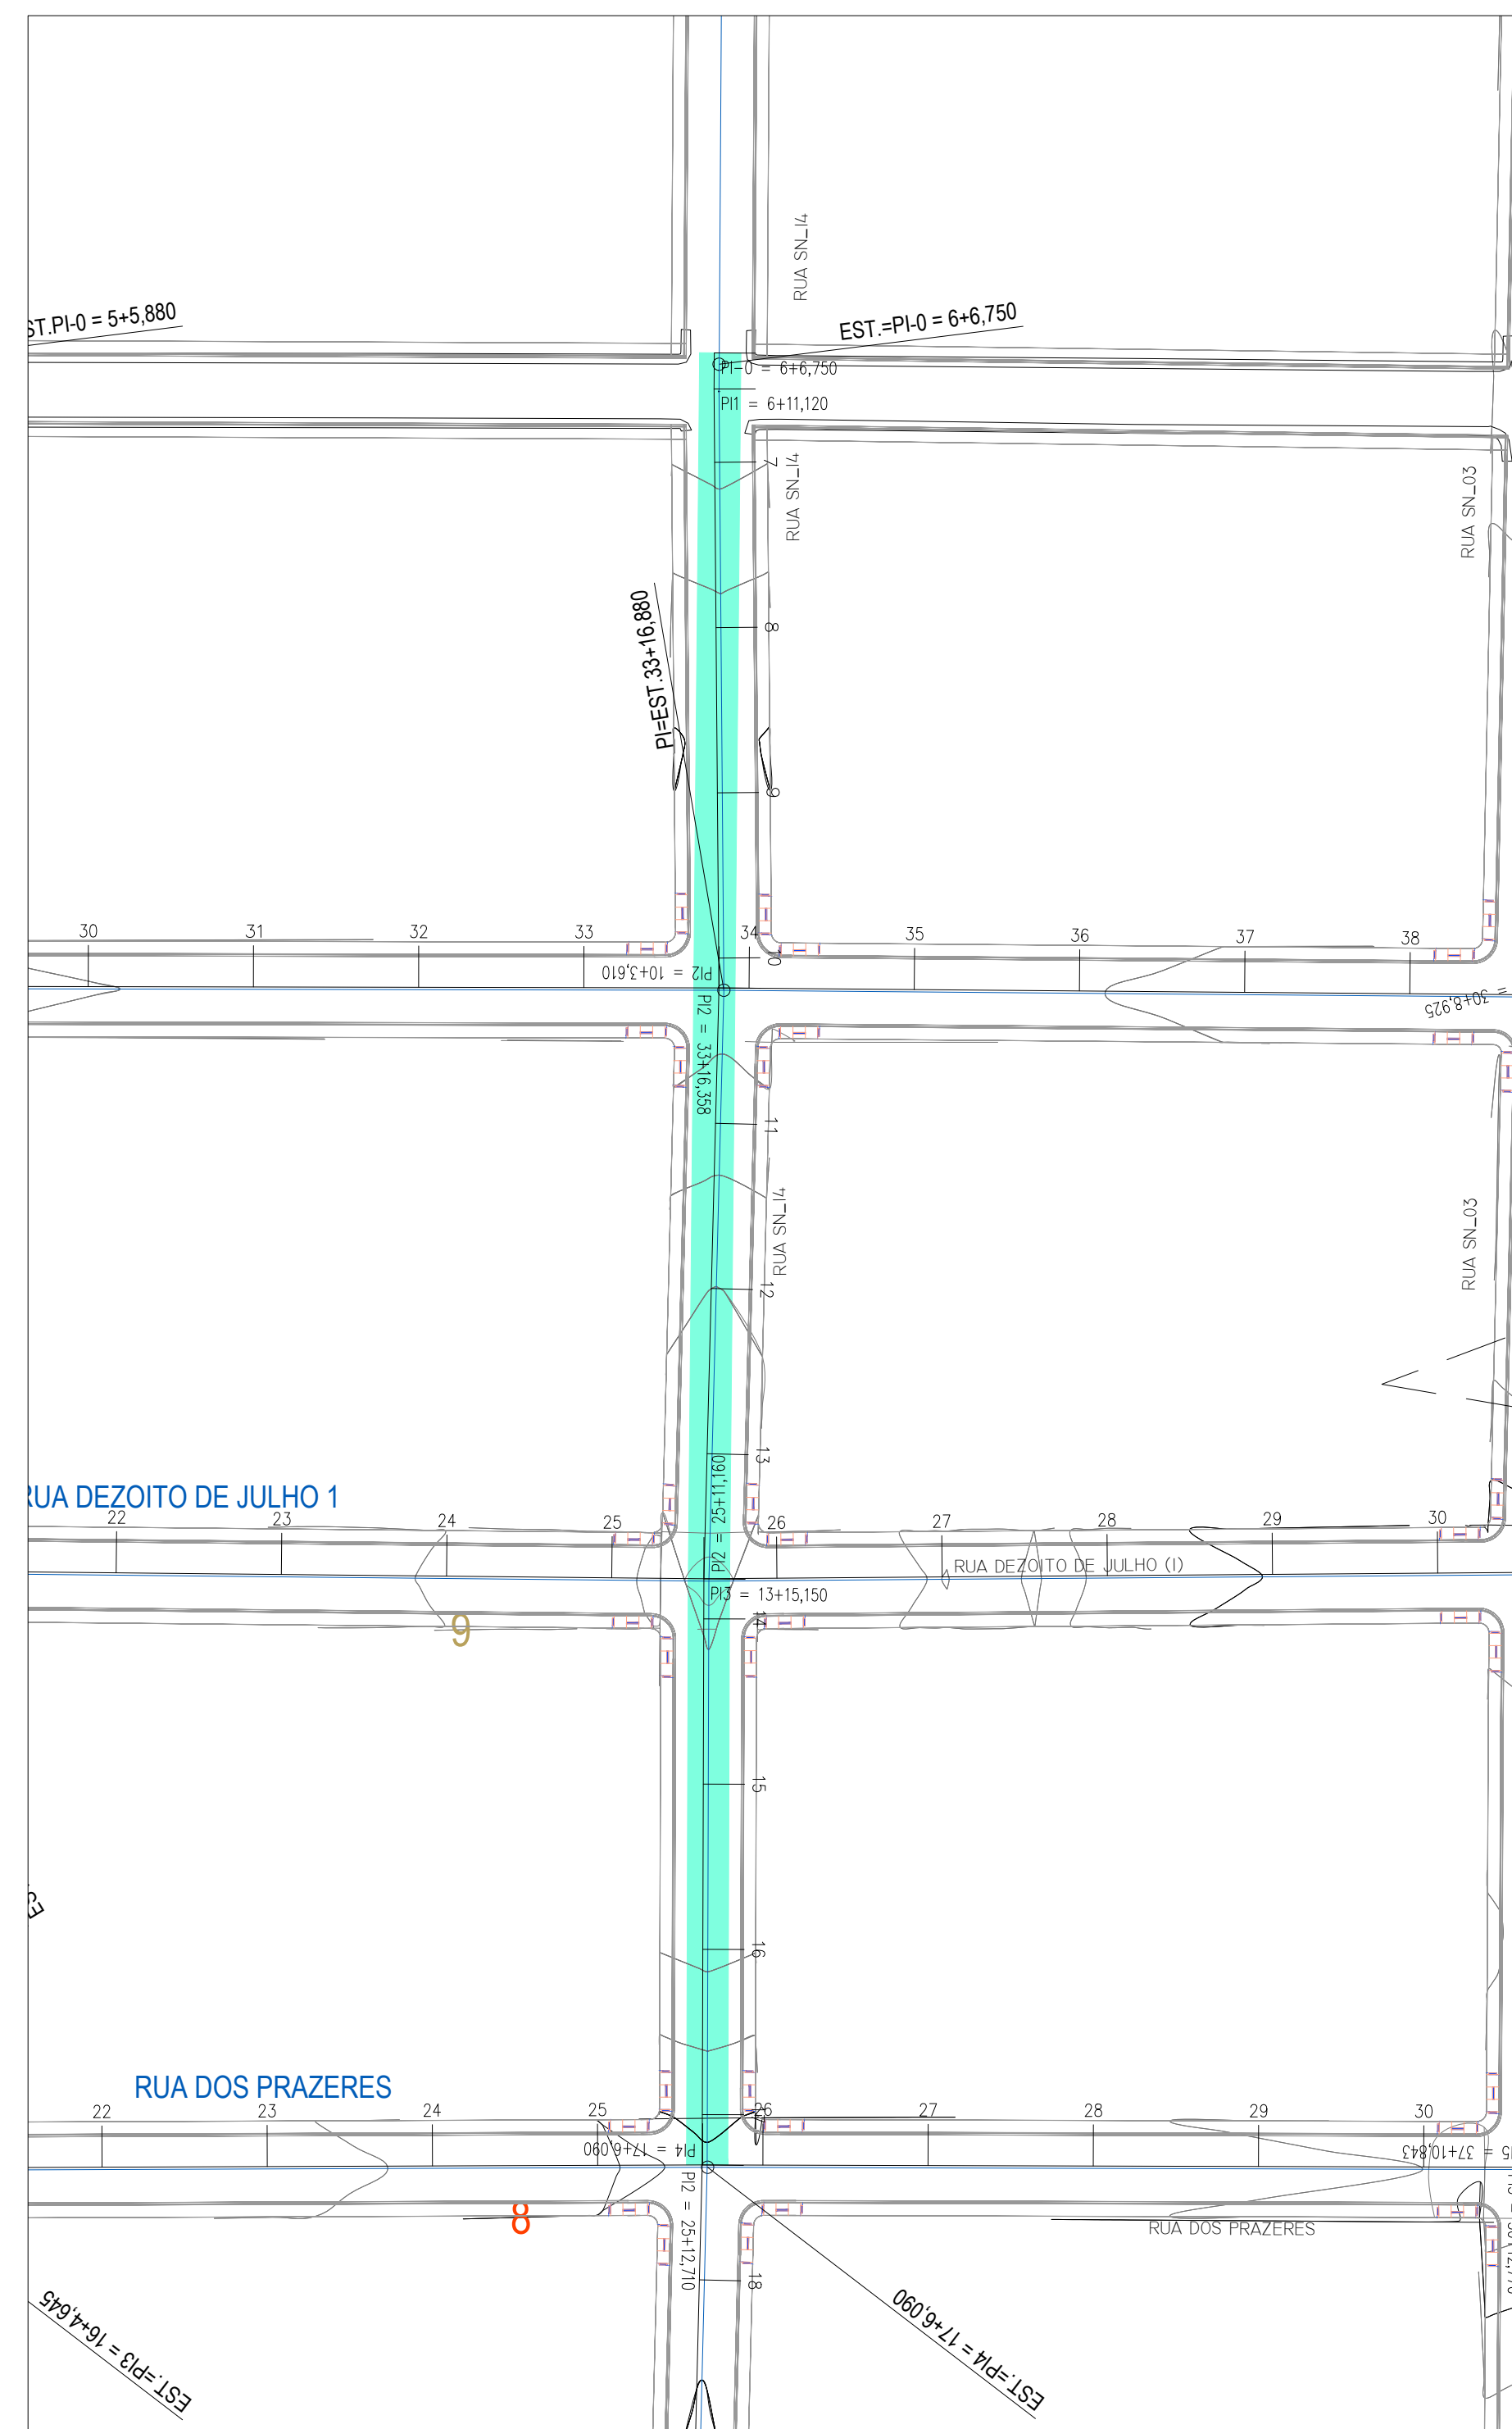 RUA SN_14
ST.PI-0 = 5+5,880
EST.=PI-0 = 6+6,750
PI-0 = 6+6,750
PI1 = 6+11,120
7
RUA SN_14
RUA SN_03
8
PI=EST.33+16,880
9
30
31
32
33
34
35
36
37
38
10
PI2 = 10+3,610
= 30+8,925
PI2 = 33+16,358
11
RUA SN_14
RUA SN_03
12
13
PI2 = 25+11,160
RUA DEZOITO DE JULHO 1
22
23
24
25
26
27
28
29
30
RUA DEZOITO DE JULHO (I)
PI3 = 13+15,150
14
9
15
16
RUA DOS PRAZERES
22
23
24
25
26
27
28
29
30
PI4 = 17+6,090
= 37+10,843
PI2 = 25+12,710
8
RUA DOS PRAZERES
18
EST.=PI3 = 16+4,645
EST.=PI4 = 17+6,090